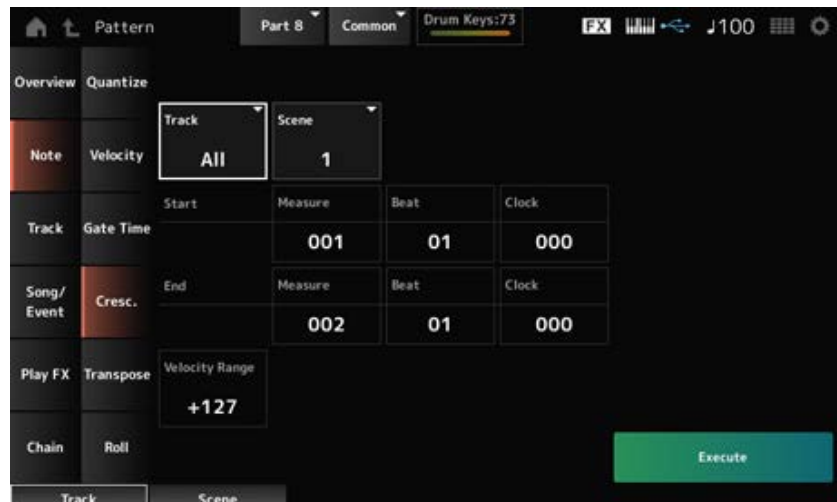 Pattern Part 8 Common Drum Keys:73 FX ♩100
Overview Quantize
Track Scene
Note Velocity All 1
Start Measure Beat Clock
Track Gate Time 001 01 000
End Measure Beat Clock
Song/
Event Cresc. 002 01 000
Play FX Transpose Velocity Range
+127
Chain Roll Execute
Track Scene